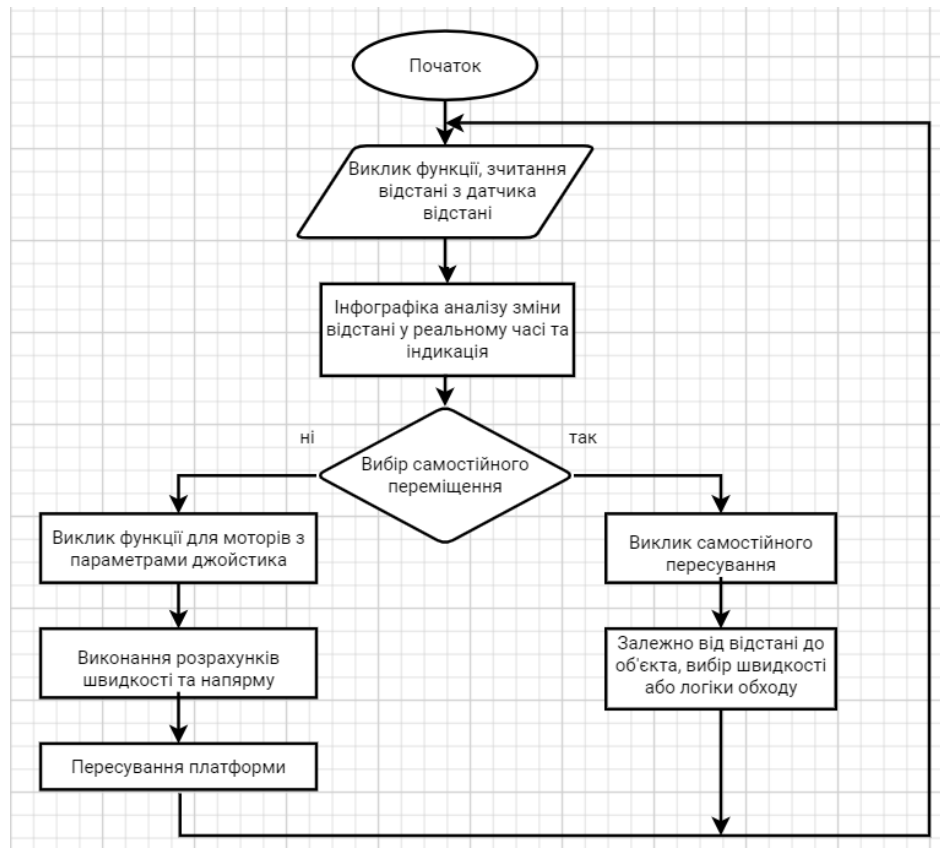 Початок
Виклик функції, зчитання
відстані з датчика
відстані
Інфографіка аналізу зміни
відстані у реальному часі та
індикація
ні
так
Вибір самостійного
переміщення
Виклик функції для моторів з
параметрами джойстика
Виклик самостійного
пересування
Виконання розрахунків
швидкості та напярму
Залежно від відстані до
об'єкта, вибір швидкості
або логіки обходу
Пересування платформи